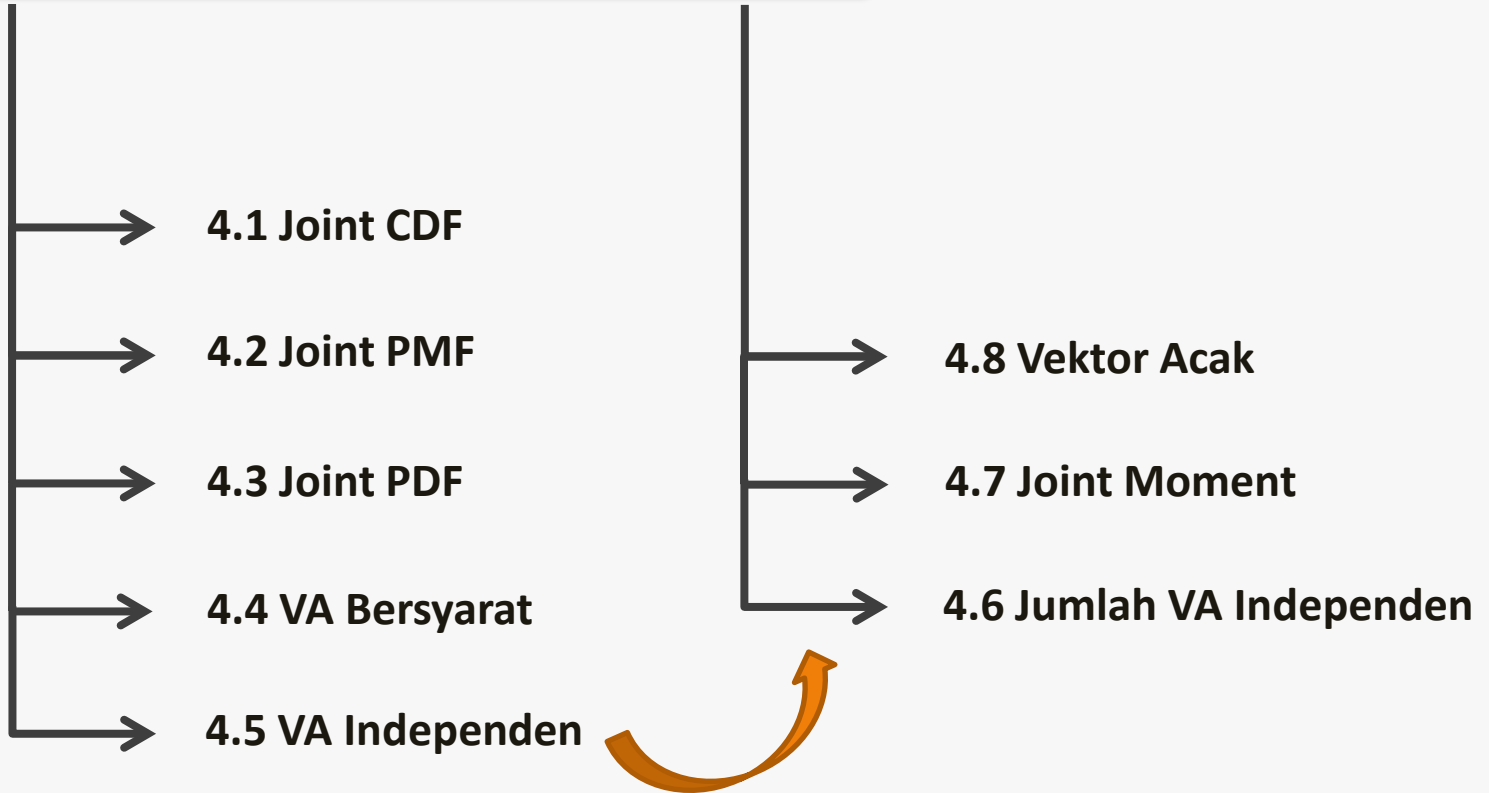 4.1 Joint CDF
4.2 Joint PMF
4.3 Joint PDF
4.4 VA Bersyarat
4.5 VA Independen
4.8 Vektor Acak
4.7 Joint Moment
4.6 Jumlah VA Independen